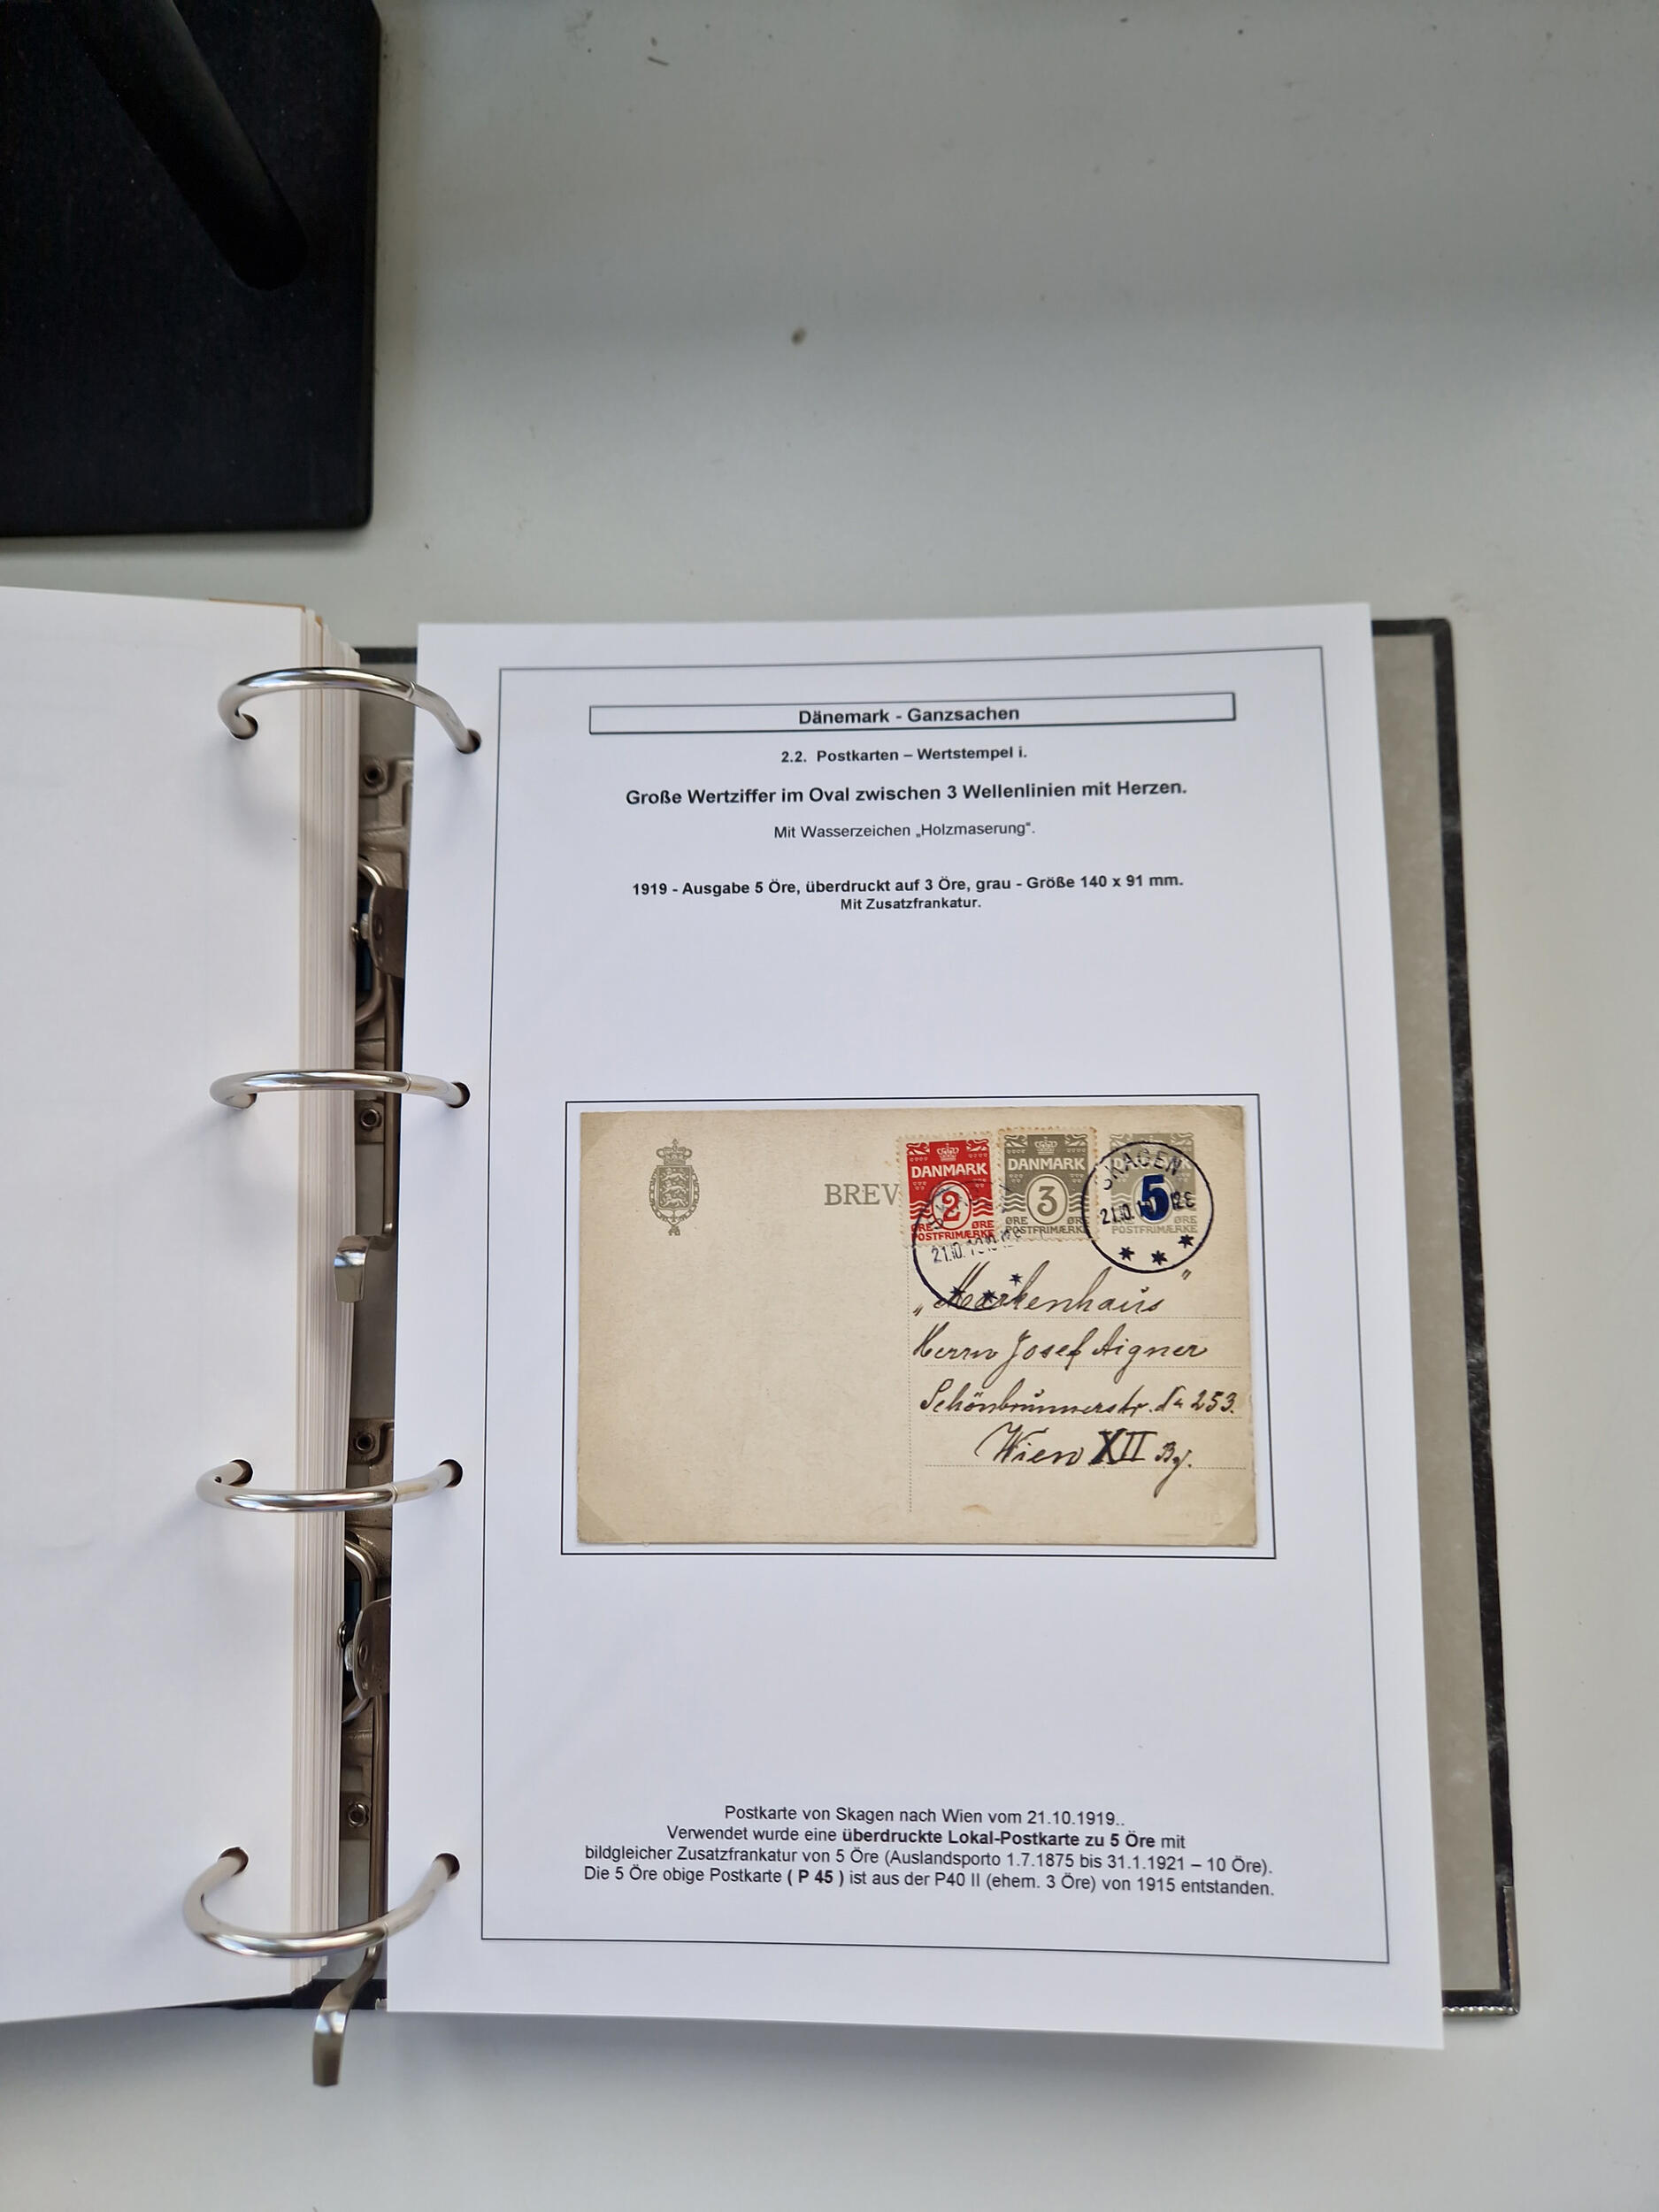 Dänemark - Ganzsachen
2.2. Postkarten – Wertstempel i.
Große Wertziffer im Oval zwischen 3 Wellenlinien mit Herzen.
Mit Wasserzeichen „Holzmaserung“.
1919 - Ausgabe 5 Öre, überdruckt auf 3 Öre, grau - Größe 140 x 91 mm.
Mit Zusatzfrankatur.
BREV
DANMARK
2
ØRE ØRE
POSTFRIMÆRKE
DANMARK
3
ØRE ØRE
POSTFRIMÆRKE
SKAGEN
5
ØRE
POSTFRIMÆRKE
21.10.
„Markenhaus”
Herrn Josef Aigner
Schönbrunnerstr. 253.
Wien XII
Postkarte von Skagen nach Wien vom 21.10.1919..
Verwendet wurde eine überdruckte Lokal-Postkarte zu 5 Öre mit
bildgleicher Zusatzfrankatur von 5 Öre (Auslandsporto 1.7.1875 bis 31.1.1921 – 10 Öre).
Die 5 Öre obige Postkarte ( P 45 ) ist aus der P40 II (ehem. 3 Öre) von 1915 entstanden.